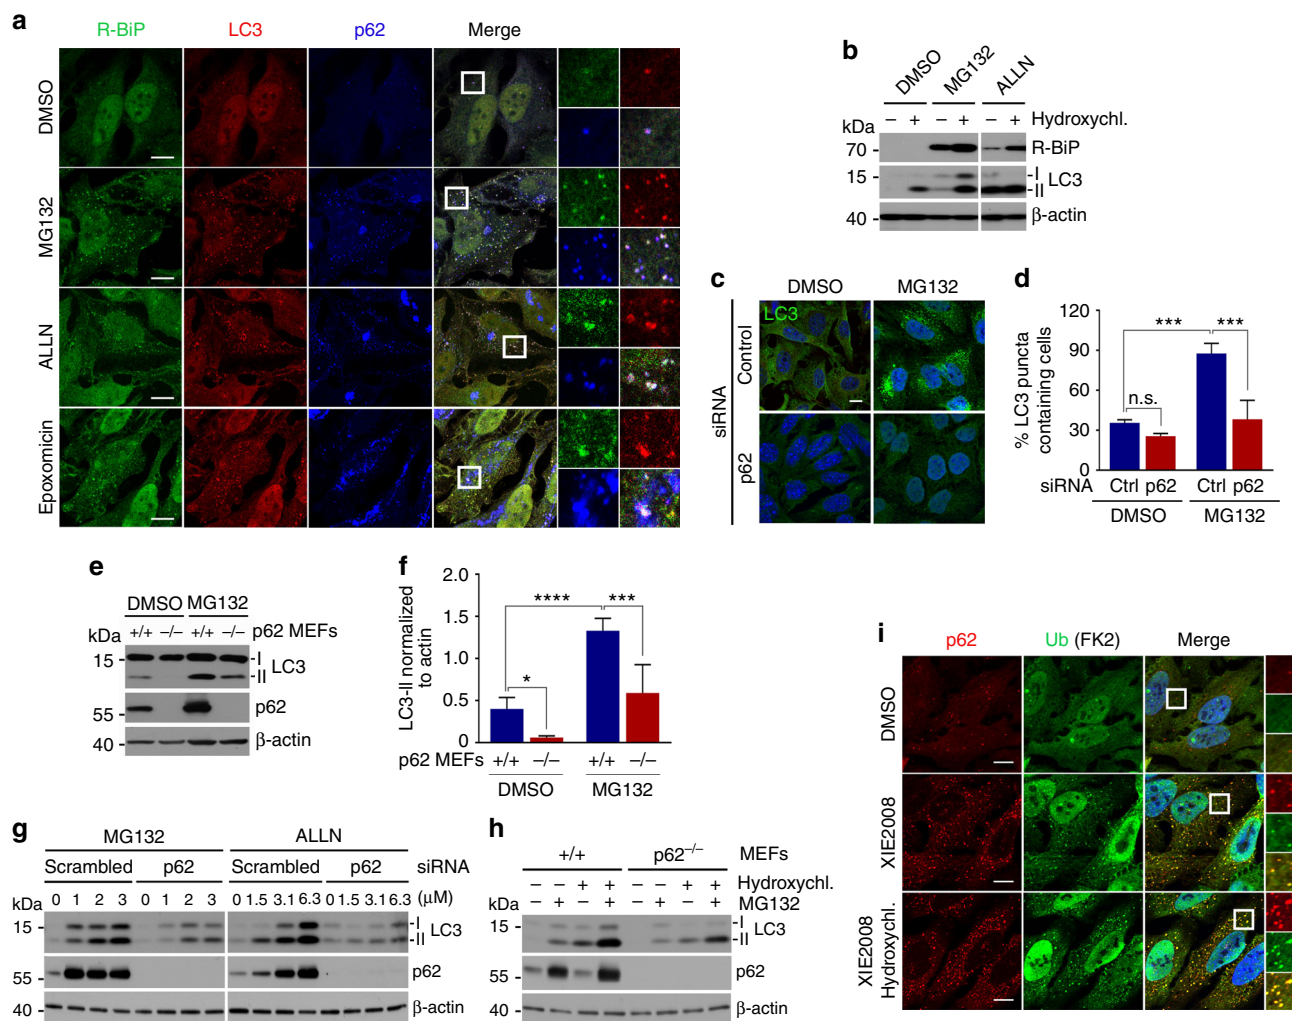 a
R-BiP LC3 p62 Merge
DMSO
MG132
ALLN
Epoxomicin
b
DMSO MG132 ALLN
– + – + – + Hydroxychl.
kDa
70 R-BiP
15 I
II LC3
40 β-actin
c
DMSO MG132
LC3
siRNA
Control
p62
d
% LC3 puncta
containing cells
120
90
60
30
0
n.s. *** ***
siRNA Ctrl p62 Ctrl p62
DMSO MG132
e
DMSO MG132
+/+ –/– +/+ –/– p62 MEFs
kDa
15 I
II LC3
55 p62
40 β-actin
f
LC3-II normalized
to actin
2.0
1.5
1.0
0.5
0
* **** ***
p62 MEFs +/+ –/– +/+ –/–
DMSO MG132
g
MG132 ALLN
Scrambled p62 Scrambled p62 siRNA
0 1 2 3 0 1 2 3 0 1.5 3.1 6.3 0 1.5 3.1 6.3 (μM)
kDa
15 I
II LC3
55 p62
40 β-actin
h
+/+ p62–/– MEFs
– – + + – – + + Hydroxychl.
– + – + – + – + MG132
kDa
15 I
II LC3
55 p62
40 β-actin
i
p62 Ub (FK2) Merge
DMSO
XIE2008
XIE2008
Hydroxychl.